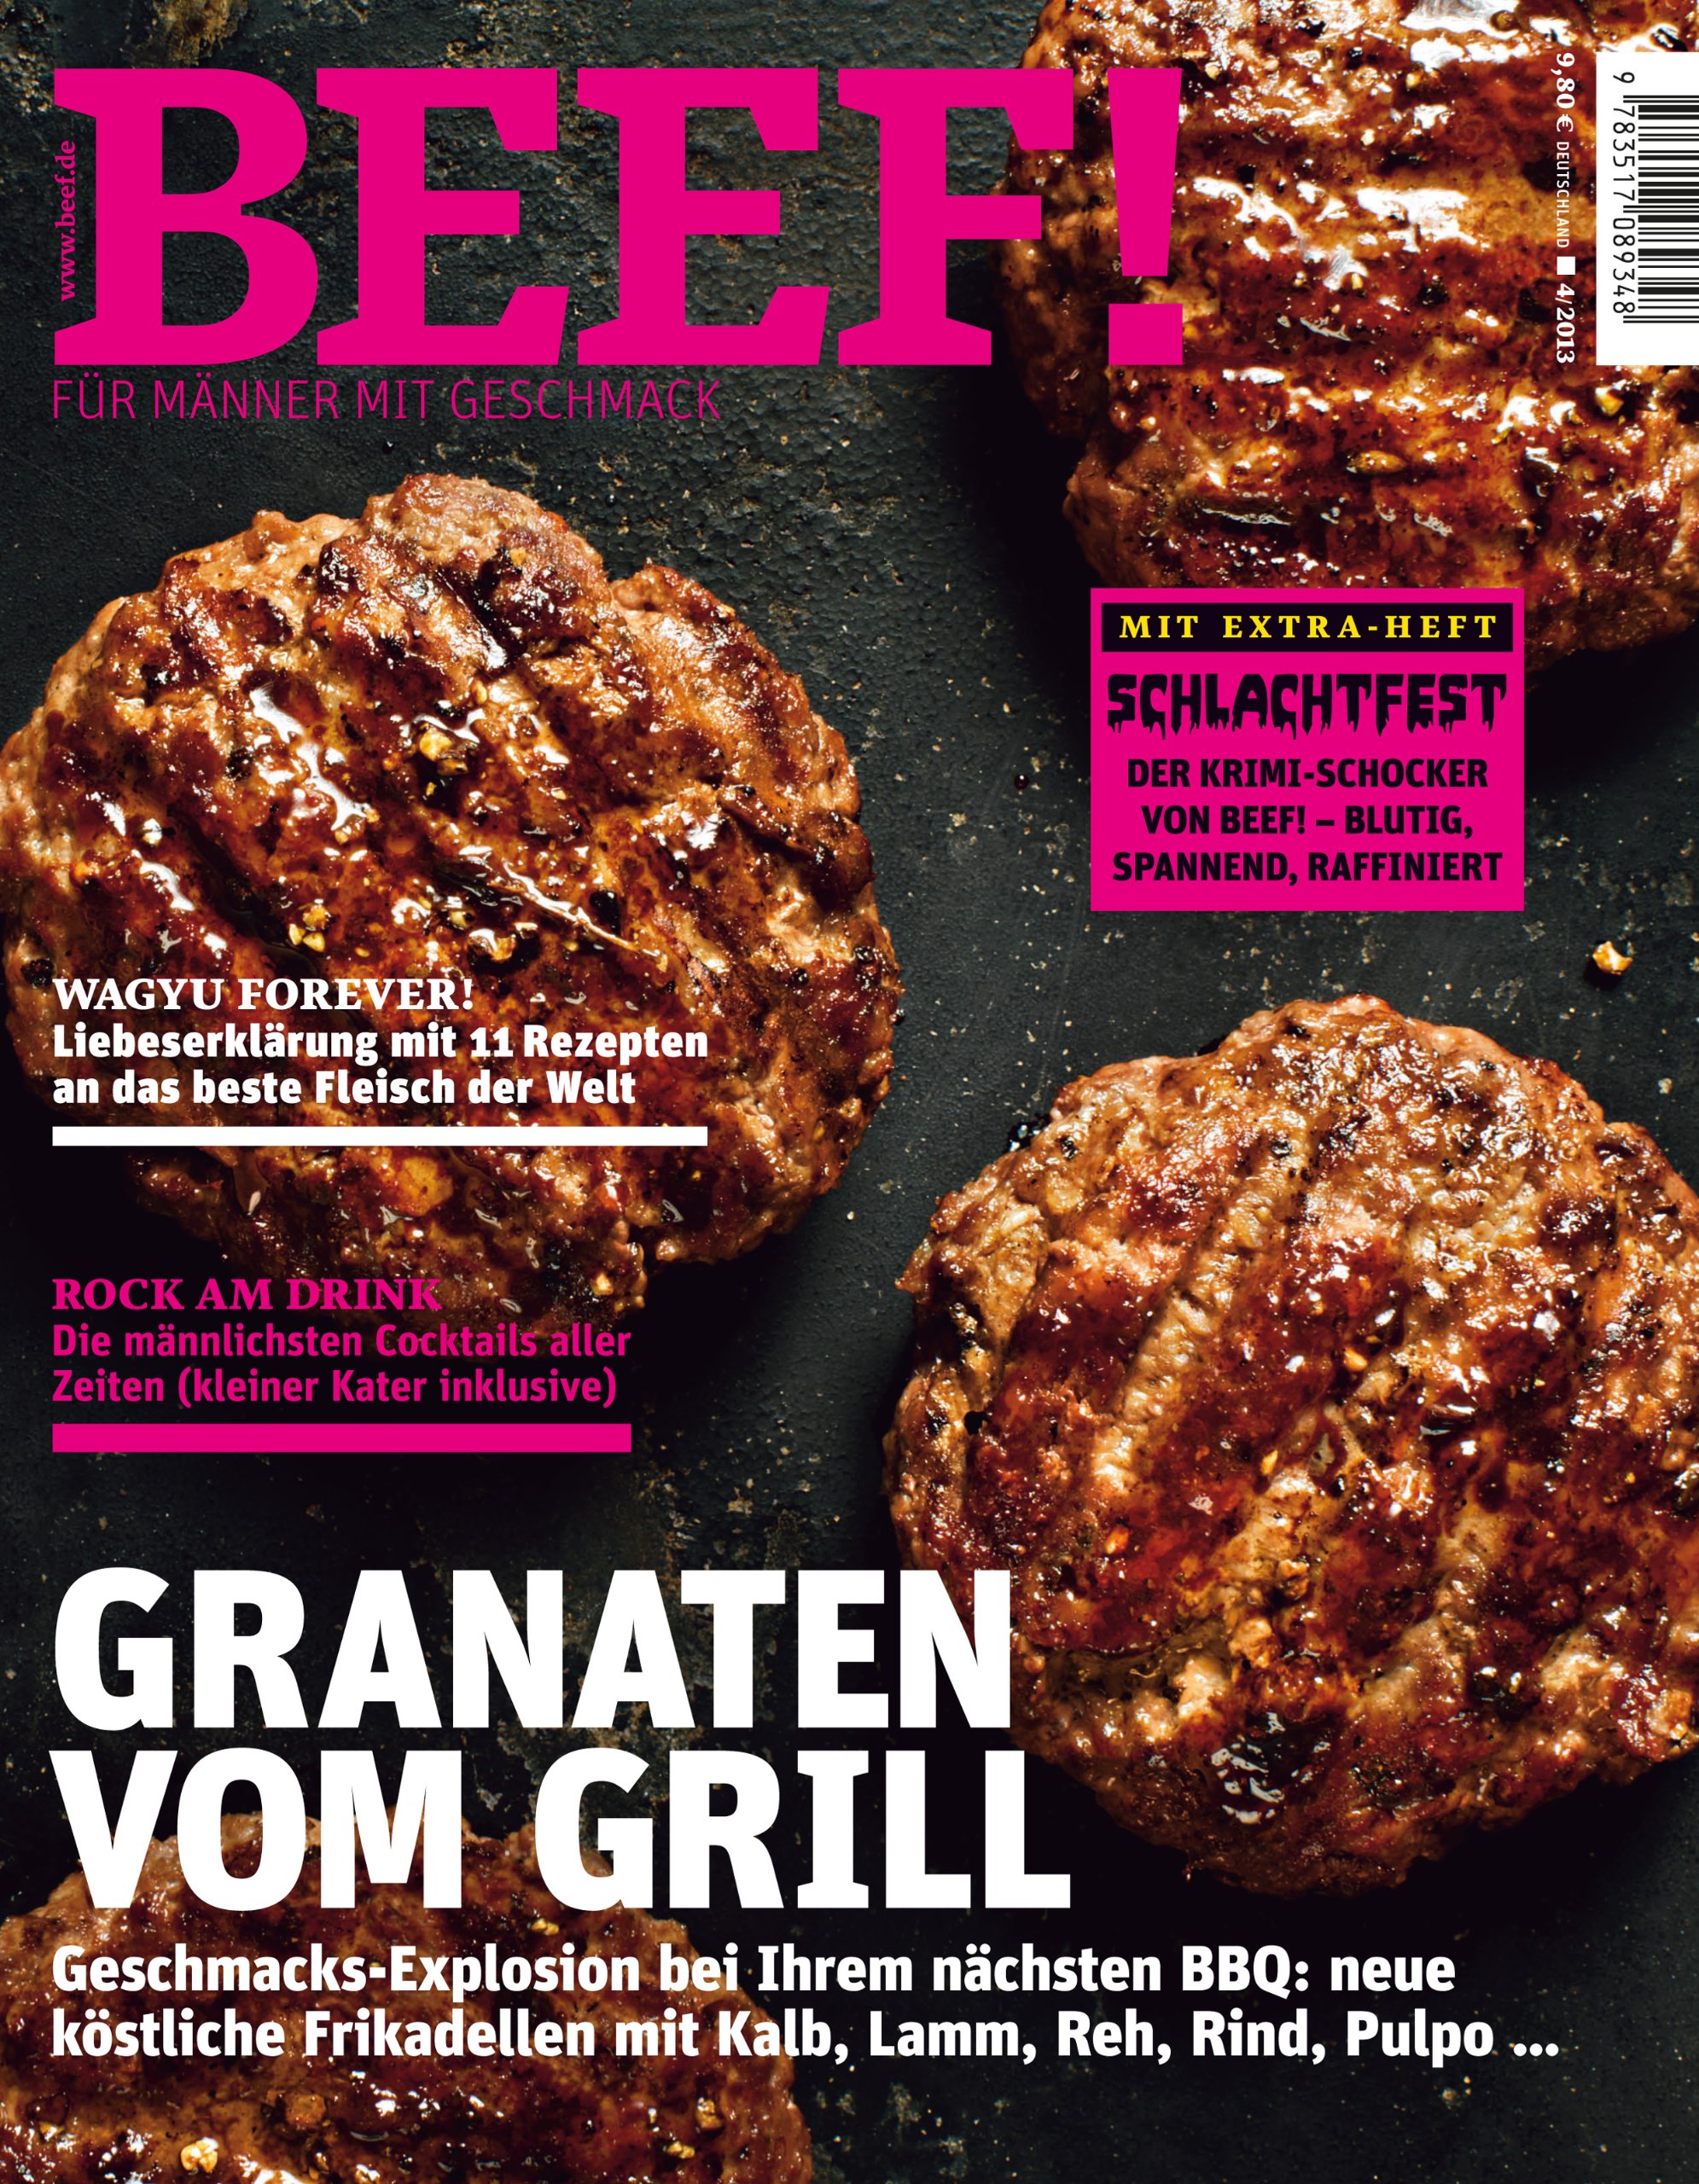 BEEF!
www.beef.de
FÜR MÄNNER MIT GESCHMACK
9,80 € DEUTSCHLAND ■ 4/2013
9 783517 089348
MIT EXTRA-HEFT
SCHLACHTFEST
DER KRIMI-SCHOCKER
VON BEEF! – BLUTIG,
SPANNEND, RAFFINIERT
WAGYU FOREVER!
Liebeserklärung mit 11 Rezepten
an das beste Fleisch der Welt
ROCK AM DRINK
Die männlichsten Cocktails aller
Zeiten (kleiner Kater inklusive)
GRANATEN
VOM GRILL
Geschmacks-Explosion bei Ihrem nächsten BBQ: neue
köstliche Frikadellen mit Kalb, Lamm, Reh, Rind, Pulpo ...